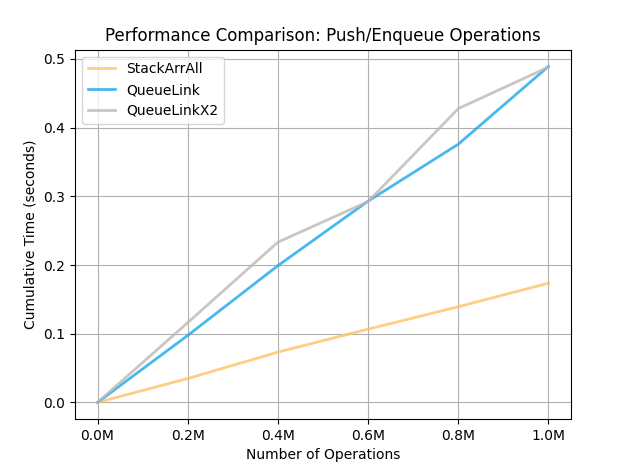 Performance Comparison: Push/Enqueue Operations
StackArrAll
QueueLink
QueueLinkX2
Cumulative Time (seconds)
0.5
0.4
0.3
0.2
0.1
0.0
0.0M 0.2M 0.4M 0.6M 0.8M 1.0M
Number of Operations